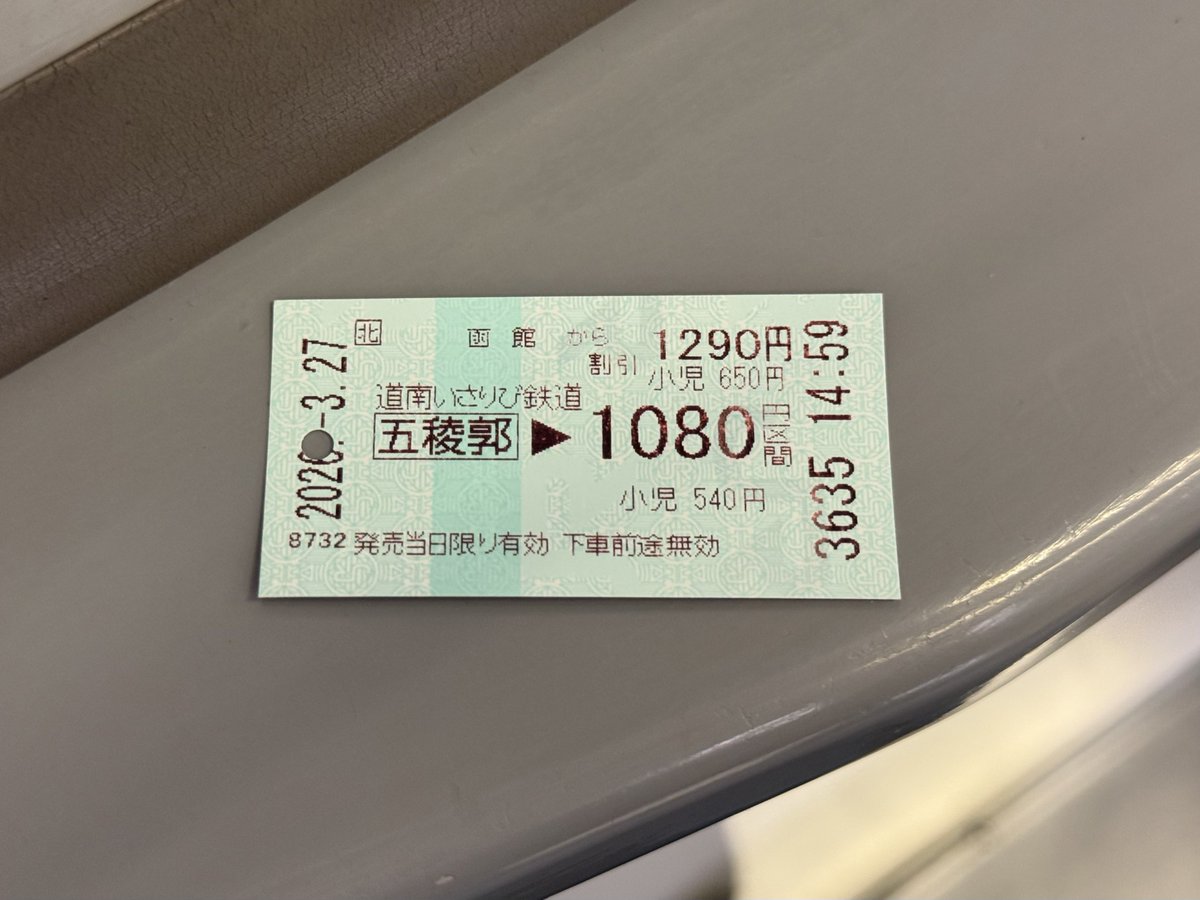 北 函館 から 1290円
割引 小児 650円
道南いさりび鉄道
五稜郭 ▶ 1080円区間
小児 540円
8732 発売当日限り有効 下車前途無効
-3.27
3635 14:59